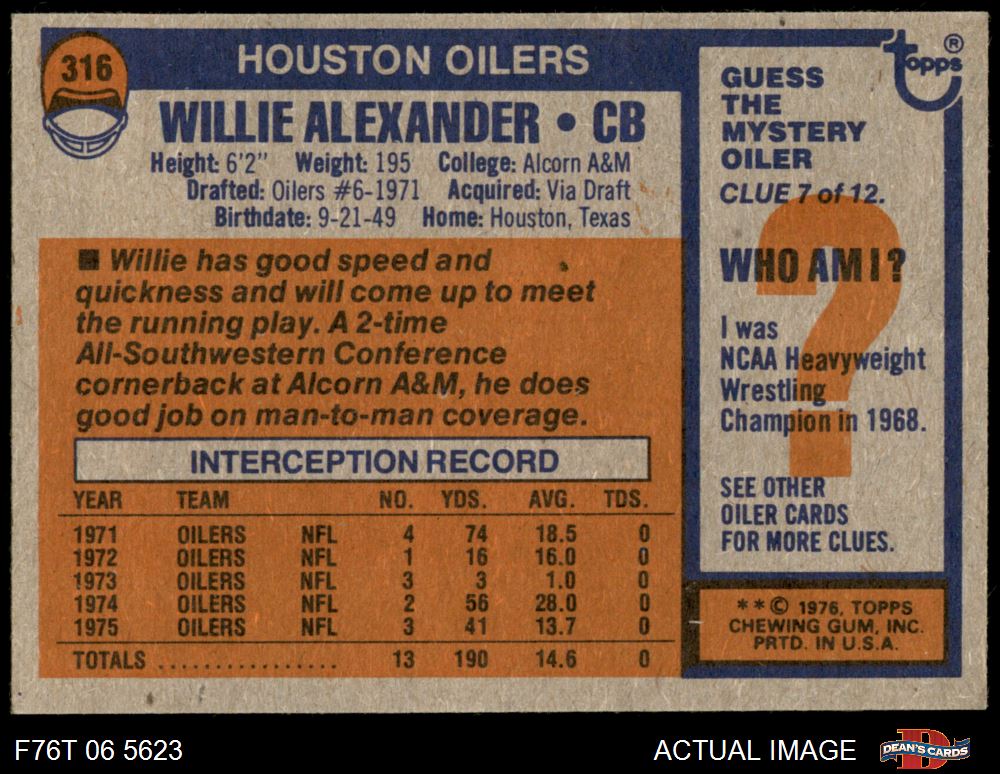 316
HOUSTON OILERS
WILLIE ALEXANDER • CB
Height: 6'2" Weight: 195 College: Alcorn A&M
Drafted: Oilers #6-1971 Acquired: Via Draft
Birthdate: 9-21-49 Home: Houston, Texas
■ Willie has good speed and
quickness and will come up to meet
the running play. A 2-time
All-Southwestern Conference
cornerback at Alcorn A&M, he does
good job on man-to-man coverage.
INTERCEPTION RECORD
YEAR TEAM NO. YDS. AVG. TDS.
1971 OILERS NFL 4 74 18.5 0
1972 OILERS NFL 1 16 16.0 0
1973 OILERS NFL 3 3 1.0 0
1974 OILERS NFL 2 56 28.0 0
1975 OILERS NFL 3 41 13.7 0
TOTALS ................. 13 190 14.6 0
topps ®
GUESS
THE
MYSTERY
OILER
CLUE 7 of 12.
?
WHO AM I?
I was
NCAA Heavyweight
Wrestling
Champion in 1968.
SEE OTHER
OILER CARDS
FOR MORE CLUES.
**© 1976, TOPPS
CHEWING GUM, INC.
PRTD. IN U.S.A.
F76T 06 5623
ACTUAL IMAGE
D
DEAN'S CARDS